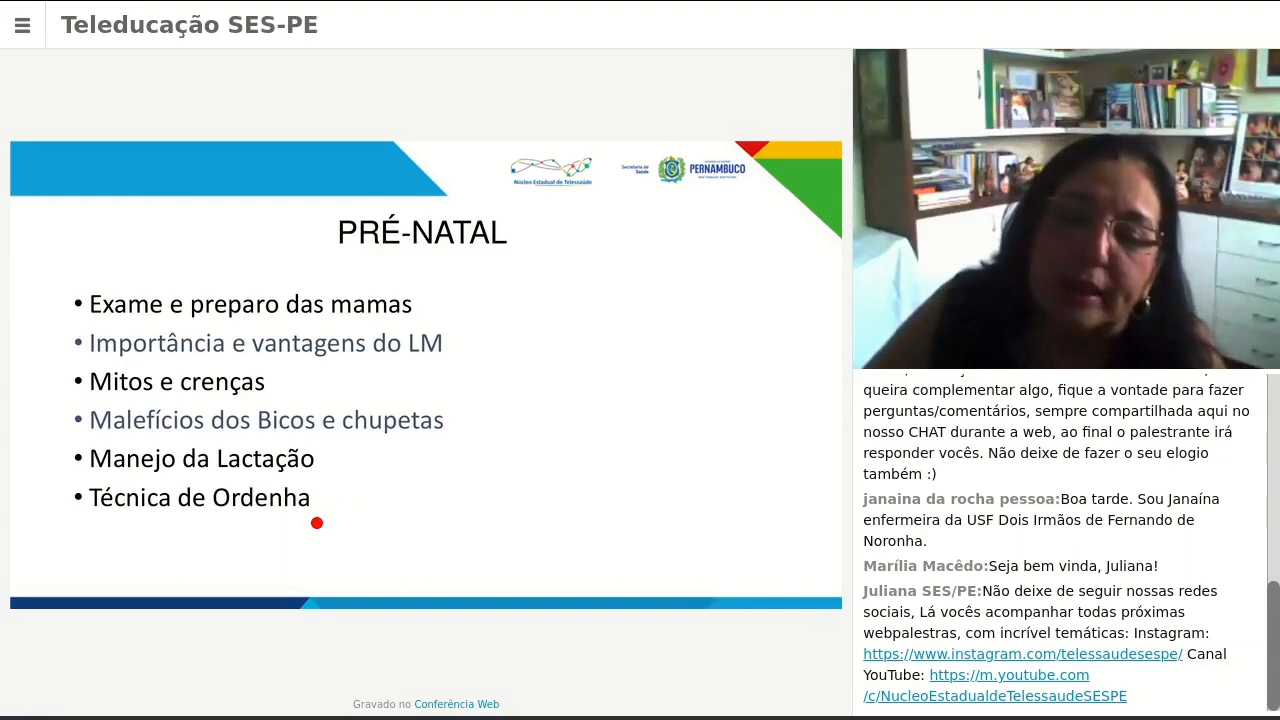 Teleducação SES-PE
Núcleo Estadual de Telessaúde
Secretaria de
Saúde
PERNAMBUCO
PRÉ-NATAL
• Exame e preparo das mamas
• Importância e vantagens do LM
• Mitos e crenças
• Malefícios dos Bicos e chupetas
• Manejo da Lactação
• Técnica de Ordenha
Gravado no Conferência Web
queira complementar algo, fique a vontade para fazer
perguntas/comentários, sempre compartilhada aqui no
nosso CHAT durante a web, ao final o palestrante irá
responder vocês. Não deixe de fazer o seu elogio
também :)
janaina da rocha pessoa:Boa tarde. Sou Janaína
enfermeira da USF Dois Irmãos de Fernando de
Noronha.
Marília Macêdo:Seja bem vinda, Juliana!
Juliana SES/PE:Não deixe de seguir nossas redes
sociais, Lá vocês acompanhar todas próximas
webpalestras, com incrível temáticas: Instagram:
https://www.instagram.com/telessaudesespe/ Canal
YouTube: https://m.youtube.com
/c/NucleoEstadualdeTelessaudeSESPE